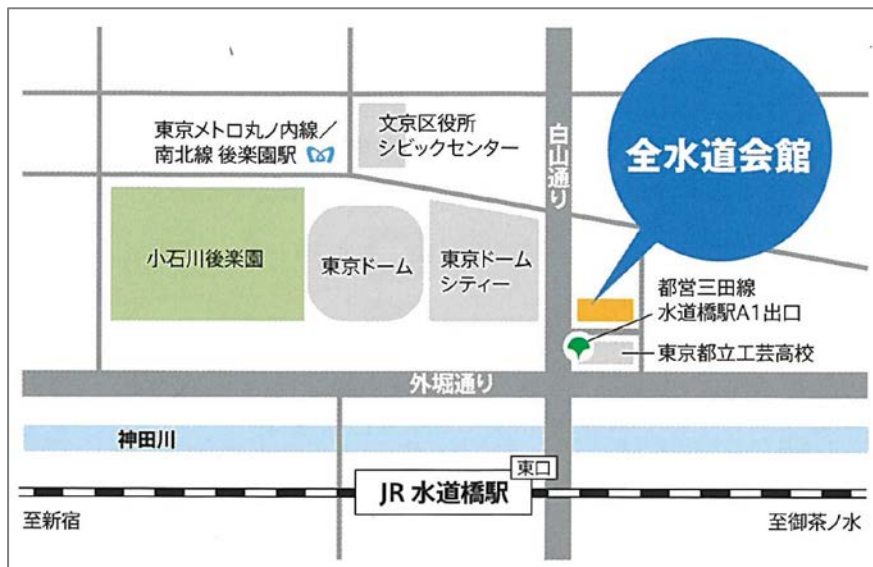 東京メトロ丸ノ内線／
南北線 後楽園駅
文京区役所
シビックセンター
白山通り
全水道会館
小石川後楽園
東京ドーム
東京ドーム
シティー
都営三田線
水道橋駅A1出口
東京都立工芸高校
外堀通り
神田川
東口
JR 水道橋駅
至新宿
至御茶ノ水